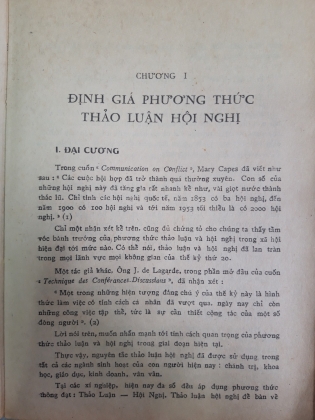 CHƯƠNG I
ĐỊNH GIÁ PHƯƠNG THỨC
THẢO LUẬN HỘI NGHỊ
I. ĐẠI CƯƠNG
Trong cuốn « Communication on Conflict », Mary Capes đã viết như
sau : « Các cuộc hội họp đã trở thành quá thường xuyên. Con số của
những hội nghị này đã tăng gia rất nhanh kể như, vài giọt nước thành
thác lũ. Chỉ tính các hội nghị quốc tế, năm 1853 có ba hội nghị, đến
năm 1900 có 100 hội nghị và tới năm 1953 tối thiểu là có 2000 hội
nghị. » (1)
Chỉ một nhận xét kể trên, cũng đủ chứng tỏ cho chúng ta thấy tầm
vóc bành trướng của phương thức thảo luận và hội nghị trong xã hội
hiện đại tới mức nào. Có thể nói, thảo luận và hội nghị đã lan tràn
trong mọi lãnh vực mọi không gian của thế kỷ thứ 20.
Một tác giả khác, Ông J. de Lagarde, trong phần mở đầu của cuốn
« Technique des Conférences-Discussions », đã nhận xét :
« Một trong những hiện tượng đáng chú ý của thế kỷ này là hình
thức làm việc có tính cách cá nhân đã vượt qua, ngày nay chỉ còn
những công việc tập thể, tức là sự cần thiết cộng tác của một số
đông người ». (2)
Lời nói trên, muốn nhấn mạnh tới tính cách quan trọng của phương
thức thảo luận và hội nghị trong giai đoạn hiện tại.
Thực vậy, nguyên tắc thảo luận hội nghị đã được sử dụng trong
tất cả các ngành sinh hoạt của con người hiện nay : chính trị, khoa
học, giáo dục, kinh doanh, văn vân.
Tại các xí nghiệp, hiện nay đa số đều áp dụng phương thức
thông đạt : Thảo Luận — Hội Nghị. Thảo luận hội nghị để bàn về